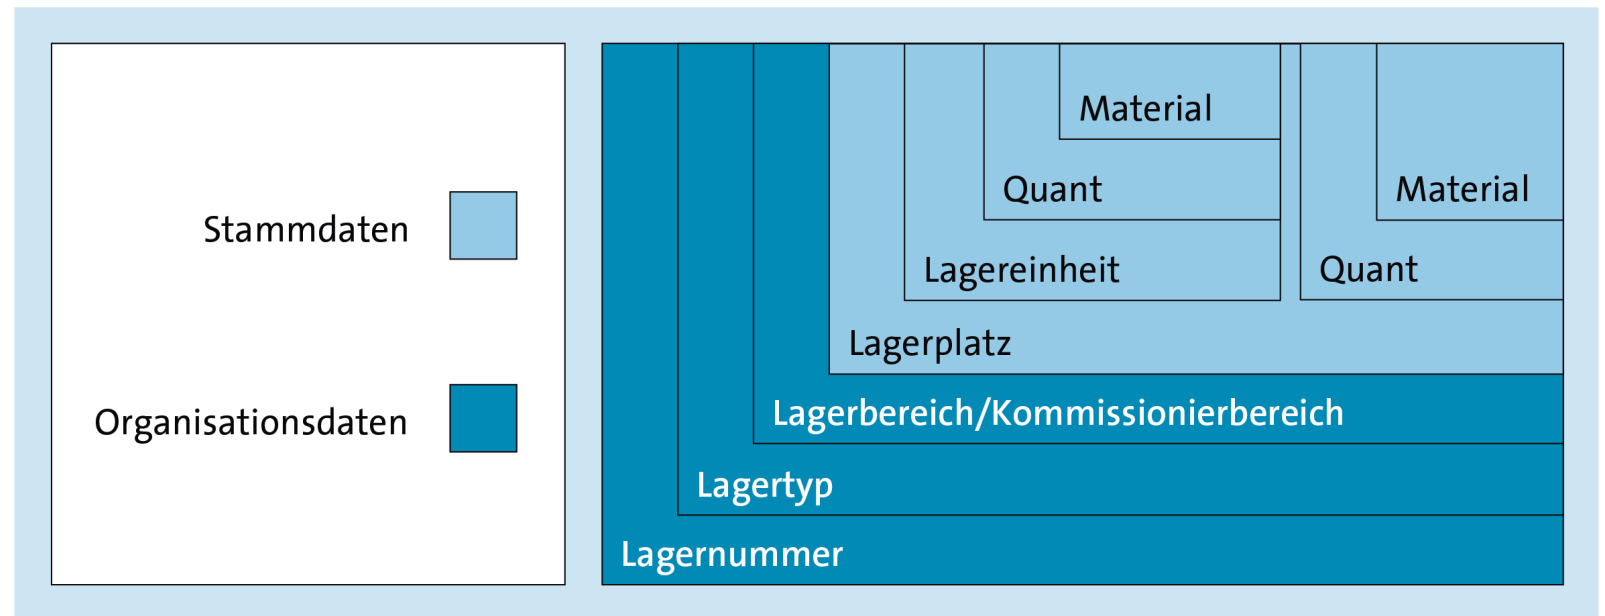 Stammdaten
Organisationsdaten
Material
Quant
Lagereinheit
Material
Quant
Lagerplatz
Lagerbereich/Kommissionierbereich
Lagertyp
Lagernummer